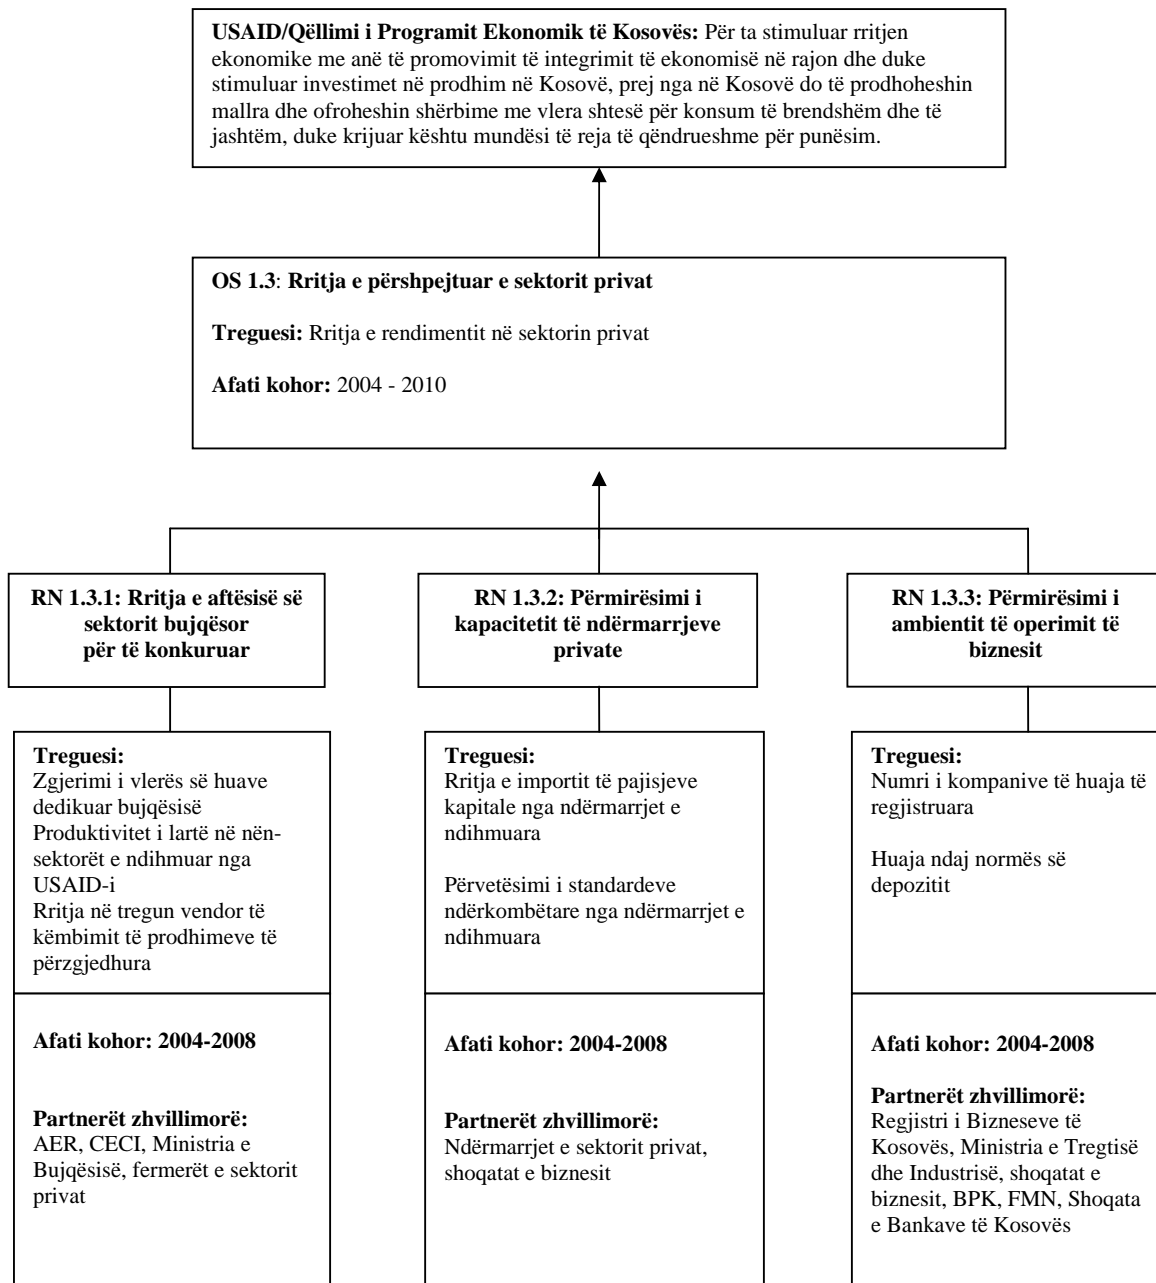 USAID/Qëllimi i Programit Ekonomik të Kosovës: Për ta stimuluar rritjen
ekonomike me anë të promovimit të integrimit të ekonomisë në rajon dhe duke
stimuluar investimet në prodhim në Kosovë, prej nga në Kosovë do të prodhoheshin
mallra dhe ofroheshin shërbime me vlera shtesë për konsum të brendshëm dhe të
jashtëm, duke krijuar kështu mundësi të reja të qëndrueshme për punësim.
OS 1.3: Rritja e përshpejtuar e sektorit privat
Treguesi: Rritja e rendimentit në sektorin privat
Afati kohor: 2004 - 2010
RN 1.3.1: Rritja e aftësisë së
sektorit bujqësor
për të konkuruar
Treguesi:
Zgjerimi i vlerës së huave
dedikuar bujqësisë
Produktivitet i lartë në nën-
sektorët e ndihmuar nga
USAID-i
Rritja në tregun vendor të
këmbimit të prodhimeve të
përzgjedhura
Afati kohor: 2004-2008
Partnerët zhvillimorë:
AER, CECI, Ministria e
Bujqësisë, fermerët e sektorit
privat
RN 1.3.2: Përmirësimi i
kapacitetit të ndërmarrjeve
private
Treguesi:
Rritja e importit të pajisjeve
kapitale nga ndërmarrjet e
ndihmuara
Përvetësimi i standardeve
ndërkombëtare nga ndërmarrjet e
ndihmuara
Afati kohor: 2004-2008
Partnerët zhvillimorë:
Ndërmarrjet e sektorit privat,
shoqatat e biznesit
RN 1.3.3: Përmirësimi i
ambientit të operimit të
biznesit
Treguesi:
Numri i kompanive të huaja të
regjistruara
Huaja ndaj normës së
depozitit
Afati kohor: 2004-2008
Partnerët zhvillimorë:
Regjistri i Bizneseve të
Kosovës, Ministria e Tregtisë
dhe Industrisë, shoqatat e
biznesit, BPK, FMN, Shoqata
e Bankave të Kosovës